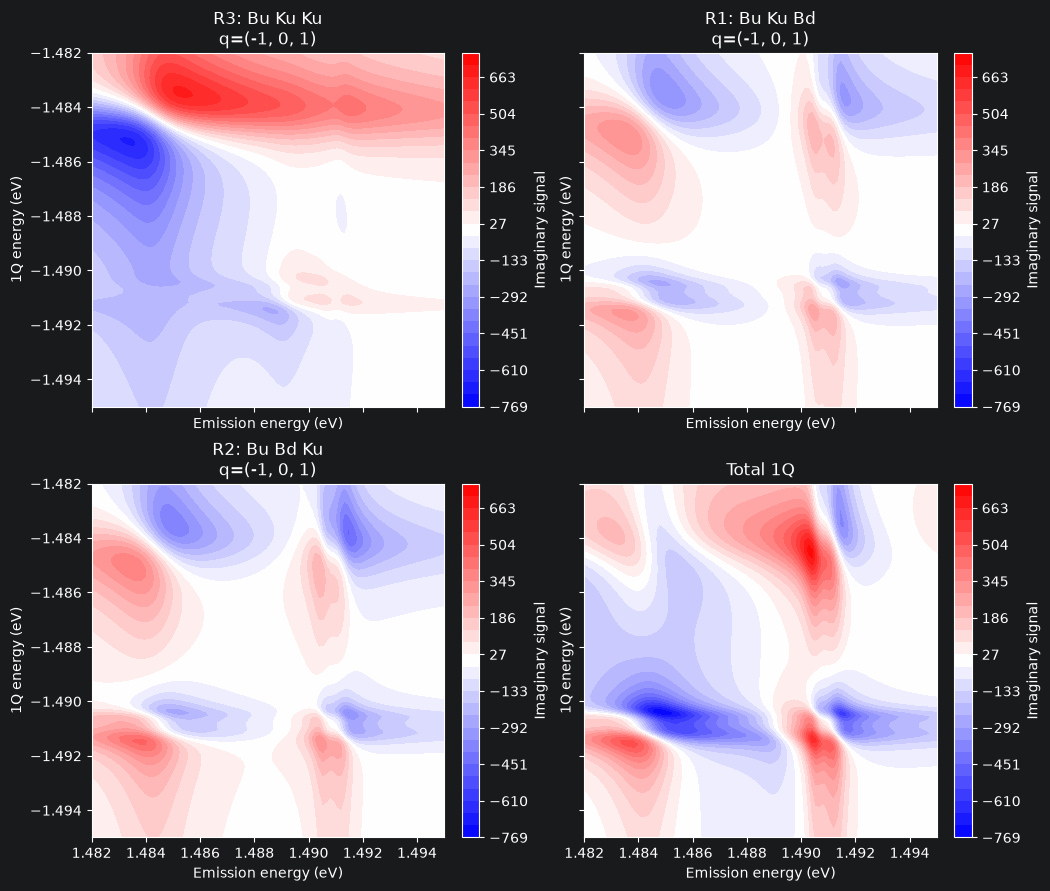 R3: Bu Ku Ku
q=(-1, 0, 1)
−1.482
−1.484
−1.486
−1.488
−1.490
−1.492
−1.494
1Q energy (eV)
Emission energy (eV)
663
504
345
186
27
−133
−292
−451
−610
−769
Imaginary signal
R1: Bu Ku Bd
q=(-1, 0, 1)
1Q energy (eV)
Emission energy (eV)
663
504
345
186
27
−133
−292
−451
−610
−769
Imaginary signal
R2: Bu Bd Ku
q=(-1, 0, 1)
−1.482
−1.484
−1.486
−1.488
−1.490
−1.492
−1.494
1Q energy (eV)
1.482 1.484 1.486 1.488 1.490 1.492 1.494
Emission energy (eV)
663
504
345
186
27
−133
−292
−451
−610
−769
Imaginary signal
Total 1Q
1Q energy (eV)
1.482 1.484 1.486 1.488 1.490 1.492 1.494
Emission energy (eV)
663
504
345
186
27
−133
−292
−451
−610
−769
Imaginary signal